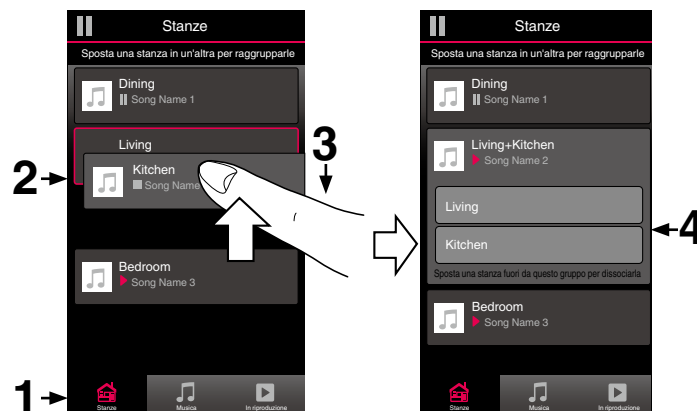 Stanze
Sposta una stanza in un'altra per raggrupparle
Dining
Song Name 1
Living
Kitchen
Song Name
Bedroom
Song Name 3
Stanze
Musica
In riproduzione
1
2
3
Stanze
Sposta una stanza in un'altra per raggrupparle
Dining
Song Name 1
Living+Kitchen
Song Name 2
Living
Kitchen
Sposta una stanza fuori da questo gruppo per dissociarla
Bedroom
Song Name 3
Stanze
Musica
In riproduzione
4